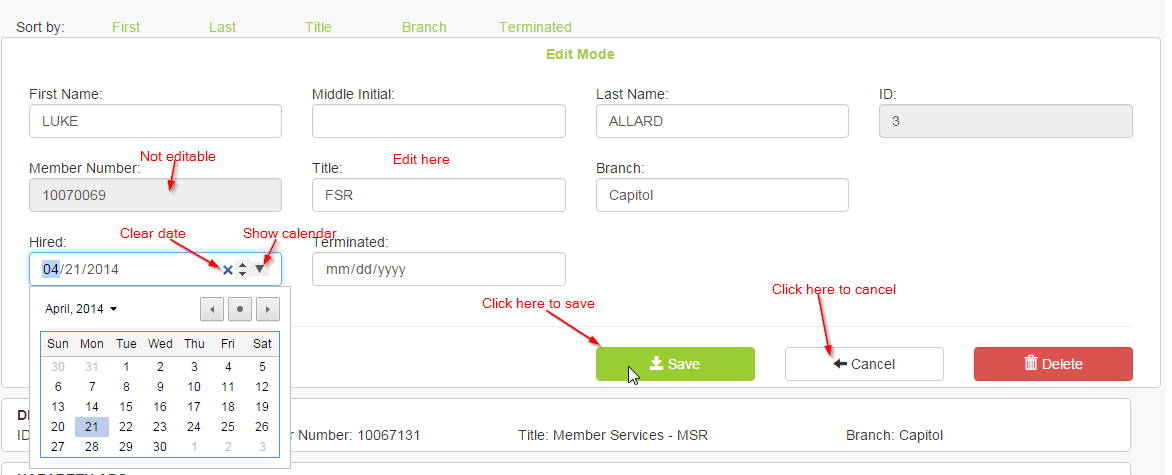 Sort by: First Last Title Branch Terminated
Edit Mode
First Name: Middle Initial: Last Name: ID:
LUKE ALLARD 3
Not editable
Edit here
Member Number: Title: Branch:
10070069 FSR Capitol
Clear date Show calendar
Hired: Terminated:
04/21/2014 mm/dd/yyyy
Click here to save
Click here to cancel
April, 2014
Sun Mon Tue Wed Thu Fri Sat
30 31 1 2 3 4 5
6 7 8 9 10 11 12
13 14 15 16 17 18 19
20 21 22 23 24 25 26
27 28 29 30 1 2 3
Save Cancel Delete
ID Number: 10067131 Title: Member Services - MSR Branch: Capitol